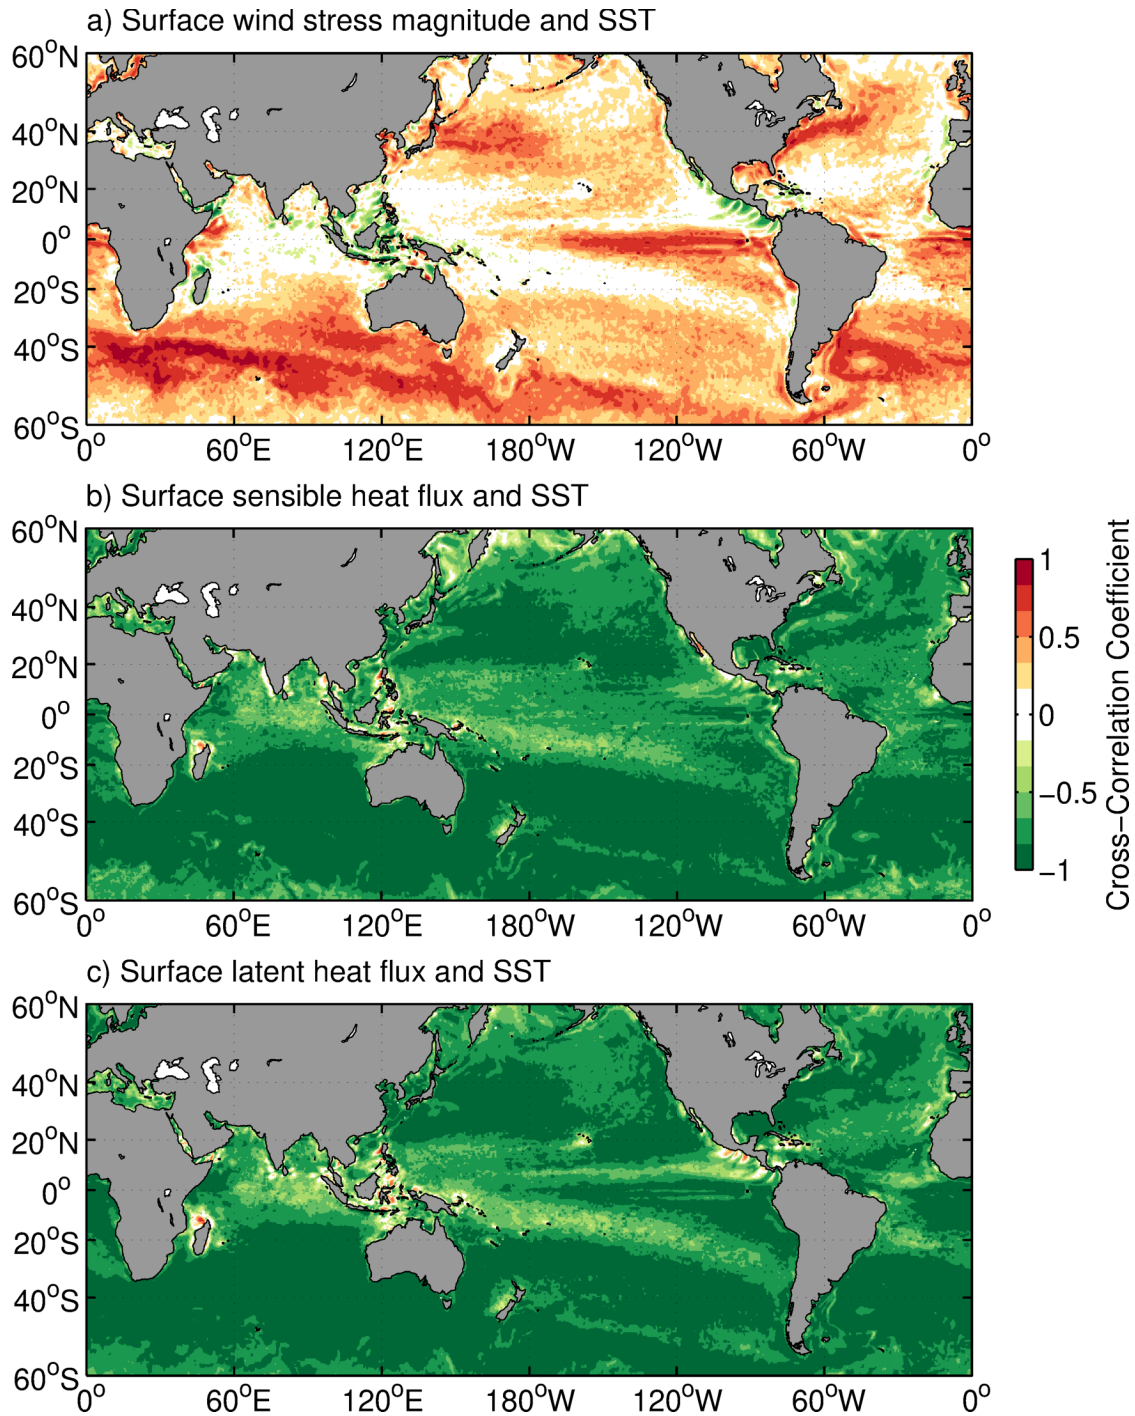 a) Surface wind stress magnitude and SST
60°N
40°N
20°N
0°
20°S
40°S
60°S
0° 60°E 120°E 180°W 120°W 60°W 0°
b) Surface sensible heat flux and SST
60°N
40°N
20°N
0°
20°S
40°S
60°S
0° 60°E 120°E 180°W 120°W 60°W 0°
1
0.5
0
−0.5
−1
Cross−Correlation Coefficient
c) Surface latent heat flux and SST
60°N
40°N
20°N
0°
20°S
40°S
60°S
0° 60°E 120°E 180°W 120°W 60°W 0°